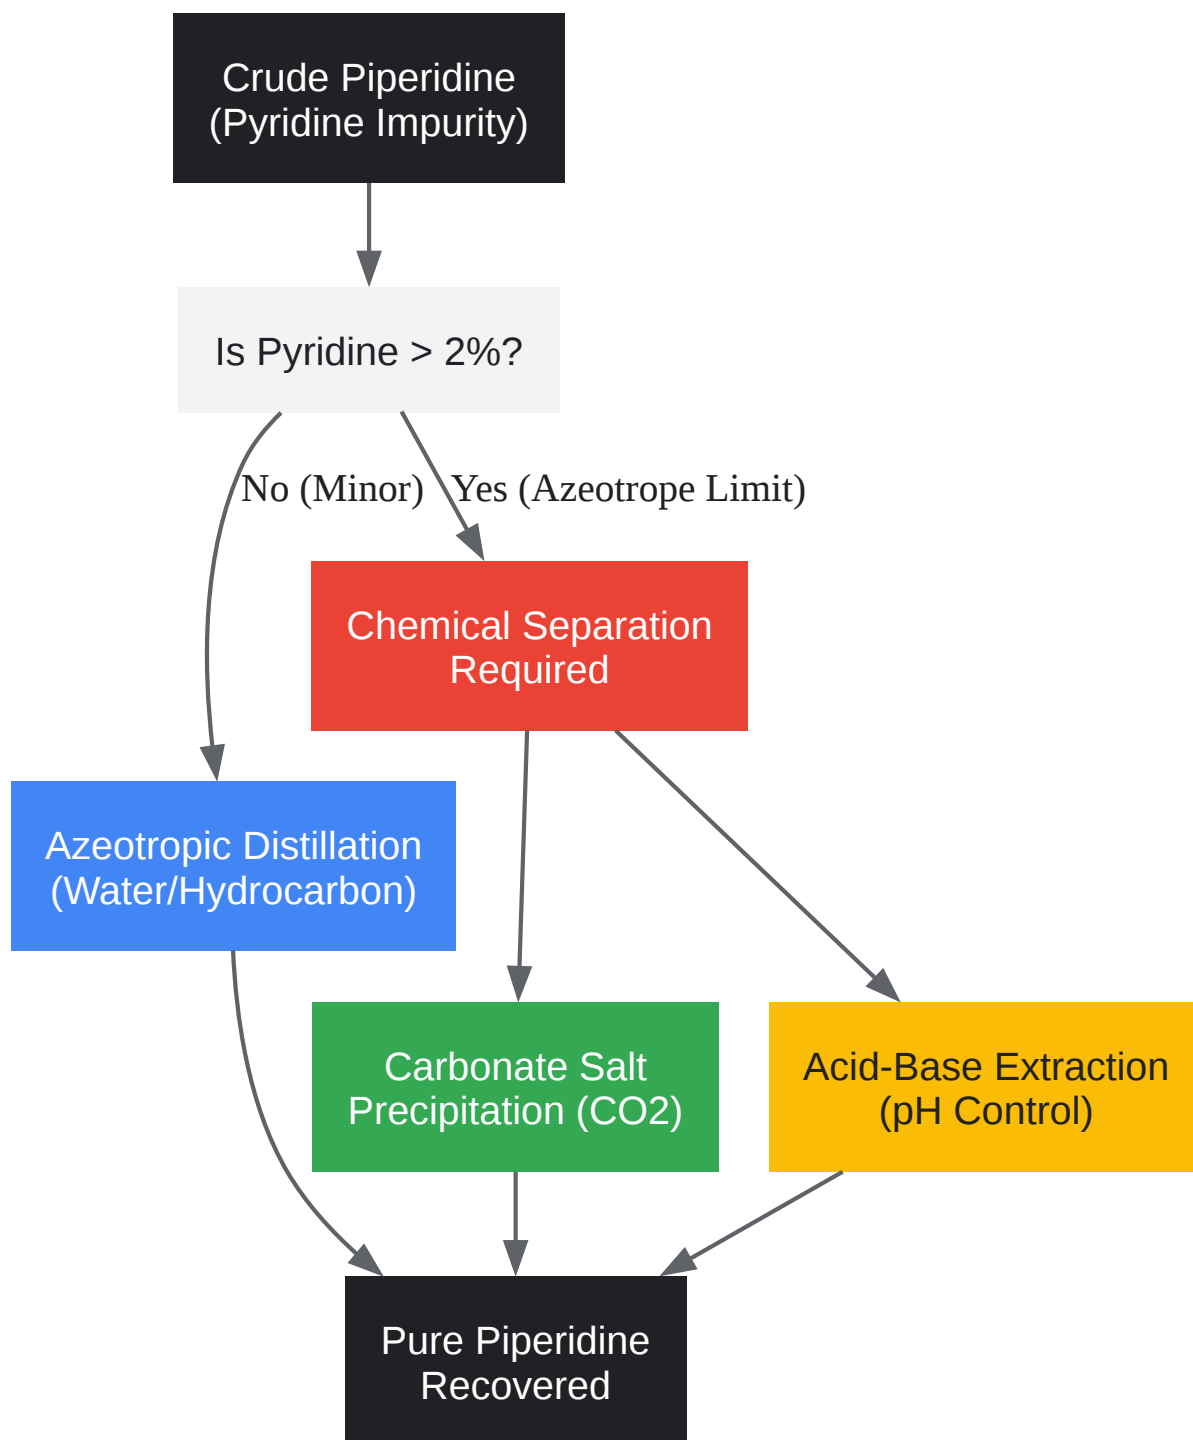 Crude Piperidine
(Pyridine Impurity)
Is Pyridine > 2%?
No (Minor)
Yes (Azeotrope Limit)
Chemical Separation
Required
Azeotropic Distillation
(Water/Hydrocarbon)
Carbonate Salt
Precipitation (CO2)
Acid-Base Extraction
(pH Control)
Pure Piperidine
Recovered